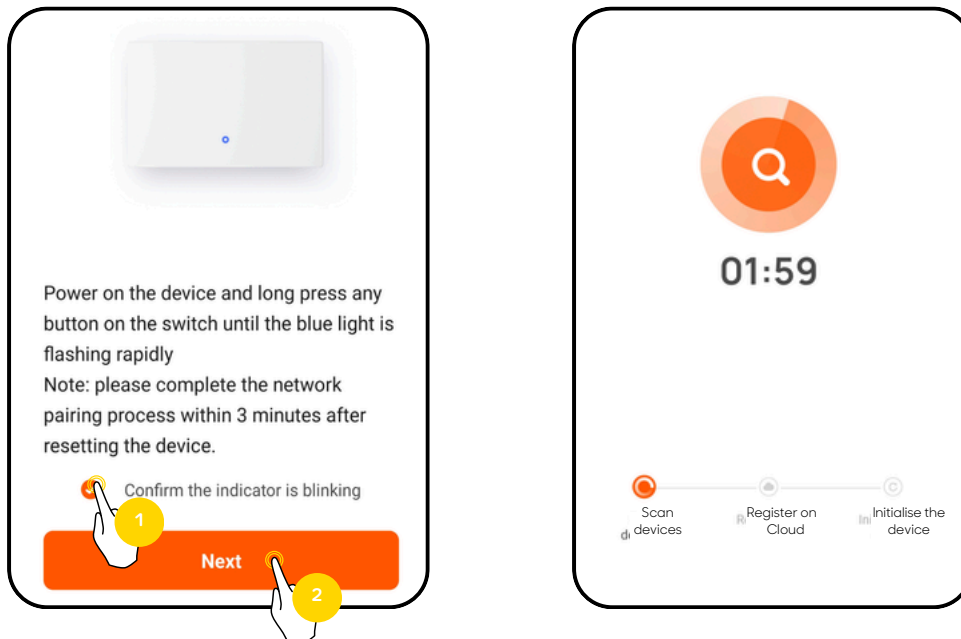 Power on the device and long press any
button on the switch until the blue light is
flashing rapidly
Note: please complete the network
pairing process within 3 minutes after
resetting the device.
Confirm the indicator is blinking
1
Next
2
01:59
Scan
devices
Register on
Cloud
Initialise the
device